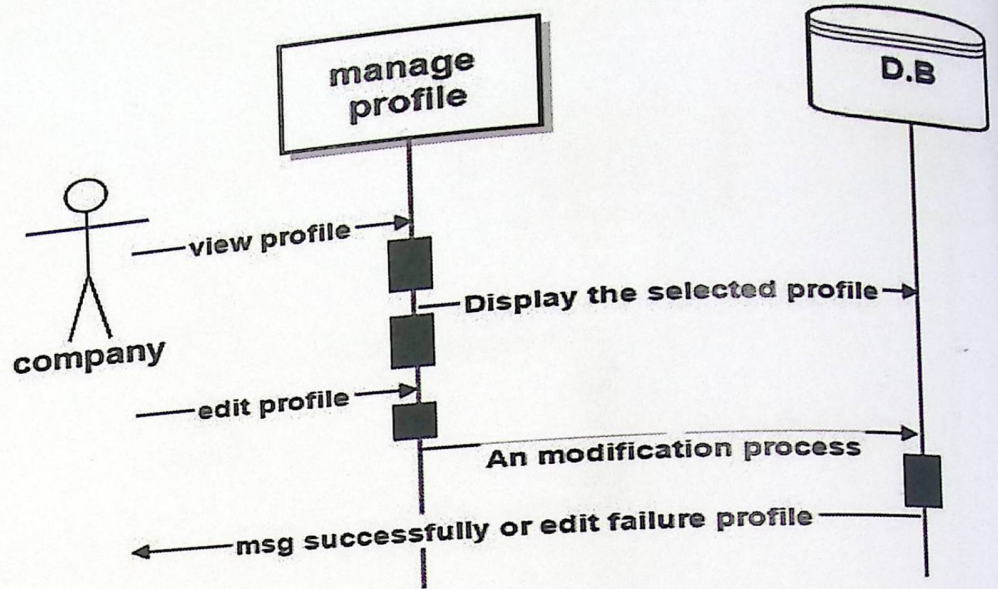 manage
profile
D.B
view profile
Display the selected profile
company
edit profile
An modification process
msg successfully or edit failure profile